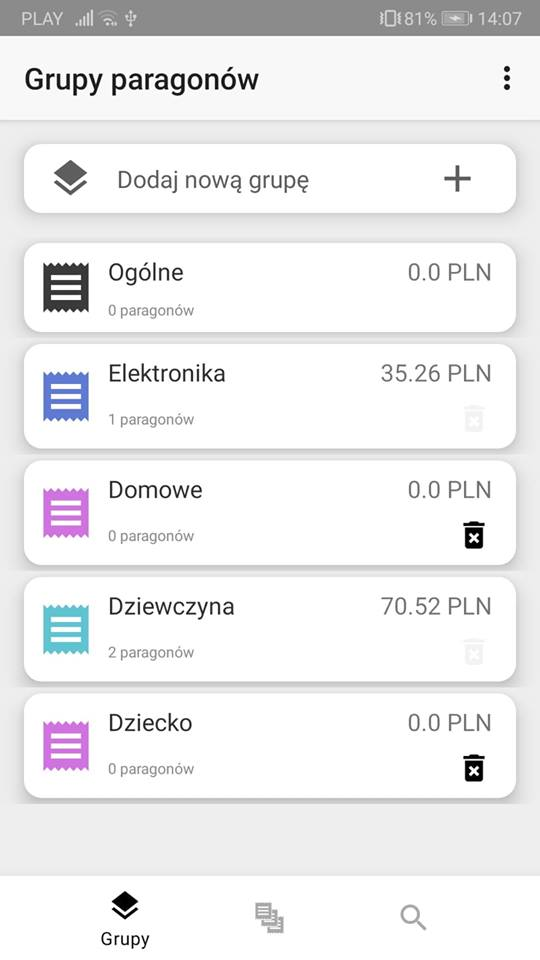 PLAY 81% 14:07
Grupy paragonów
Dodaj nową grupę
Ogólne 0.0 PLN
0 paragonów
Elektronika 35.26 PLN
1 paragonów
Domowe 0.0 PLN
0 paragonów
Dziewczyna 70.52 PLN
2 paragonów
Dziecko 0.0 PLN
0 paragonów
Grupy